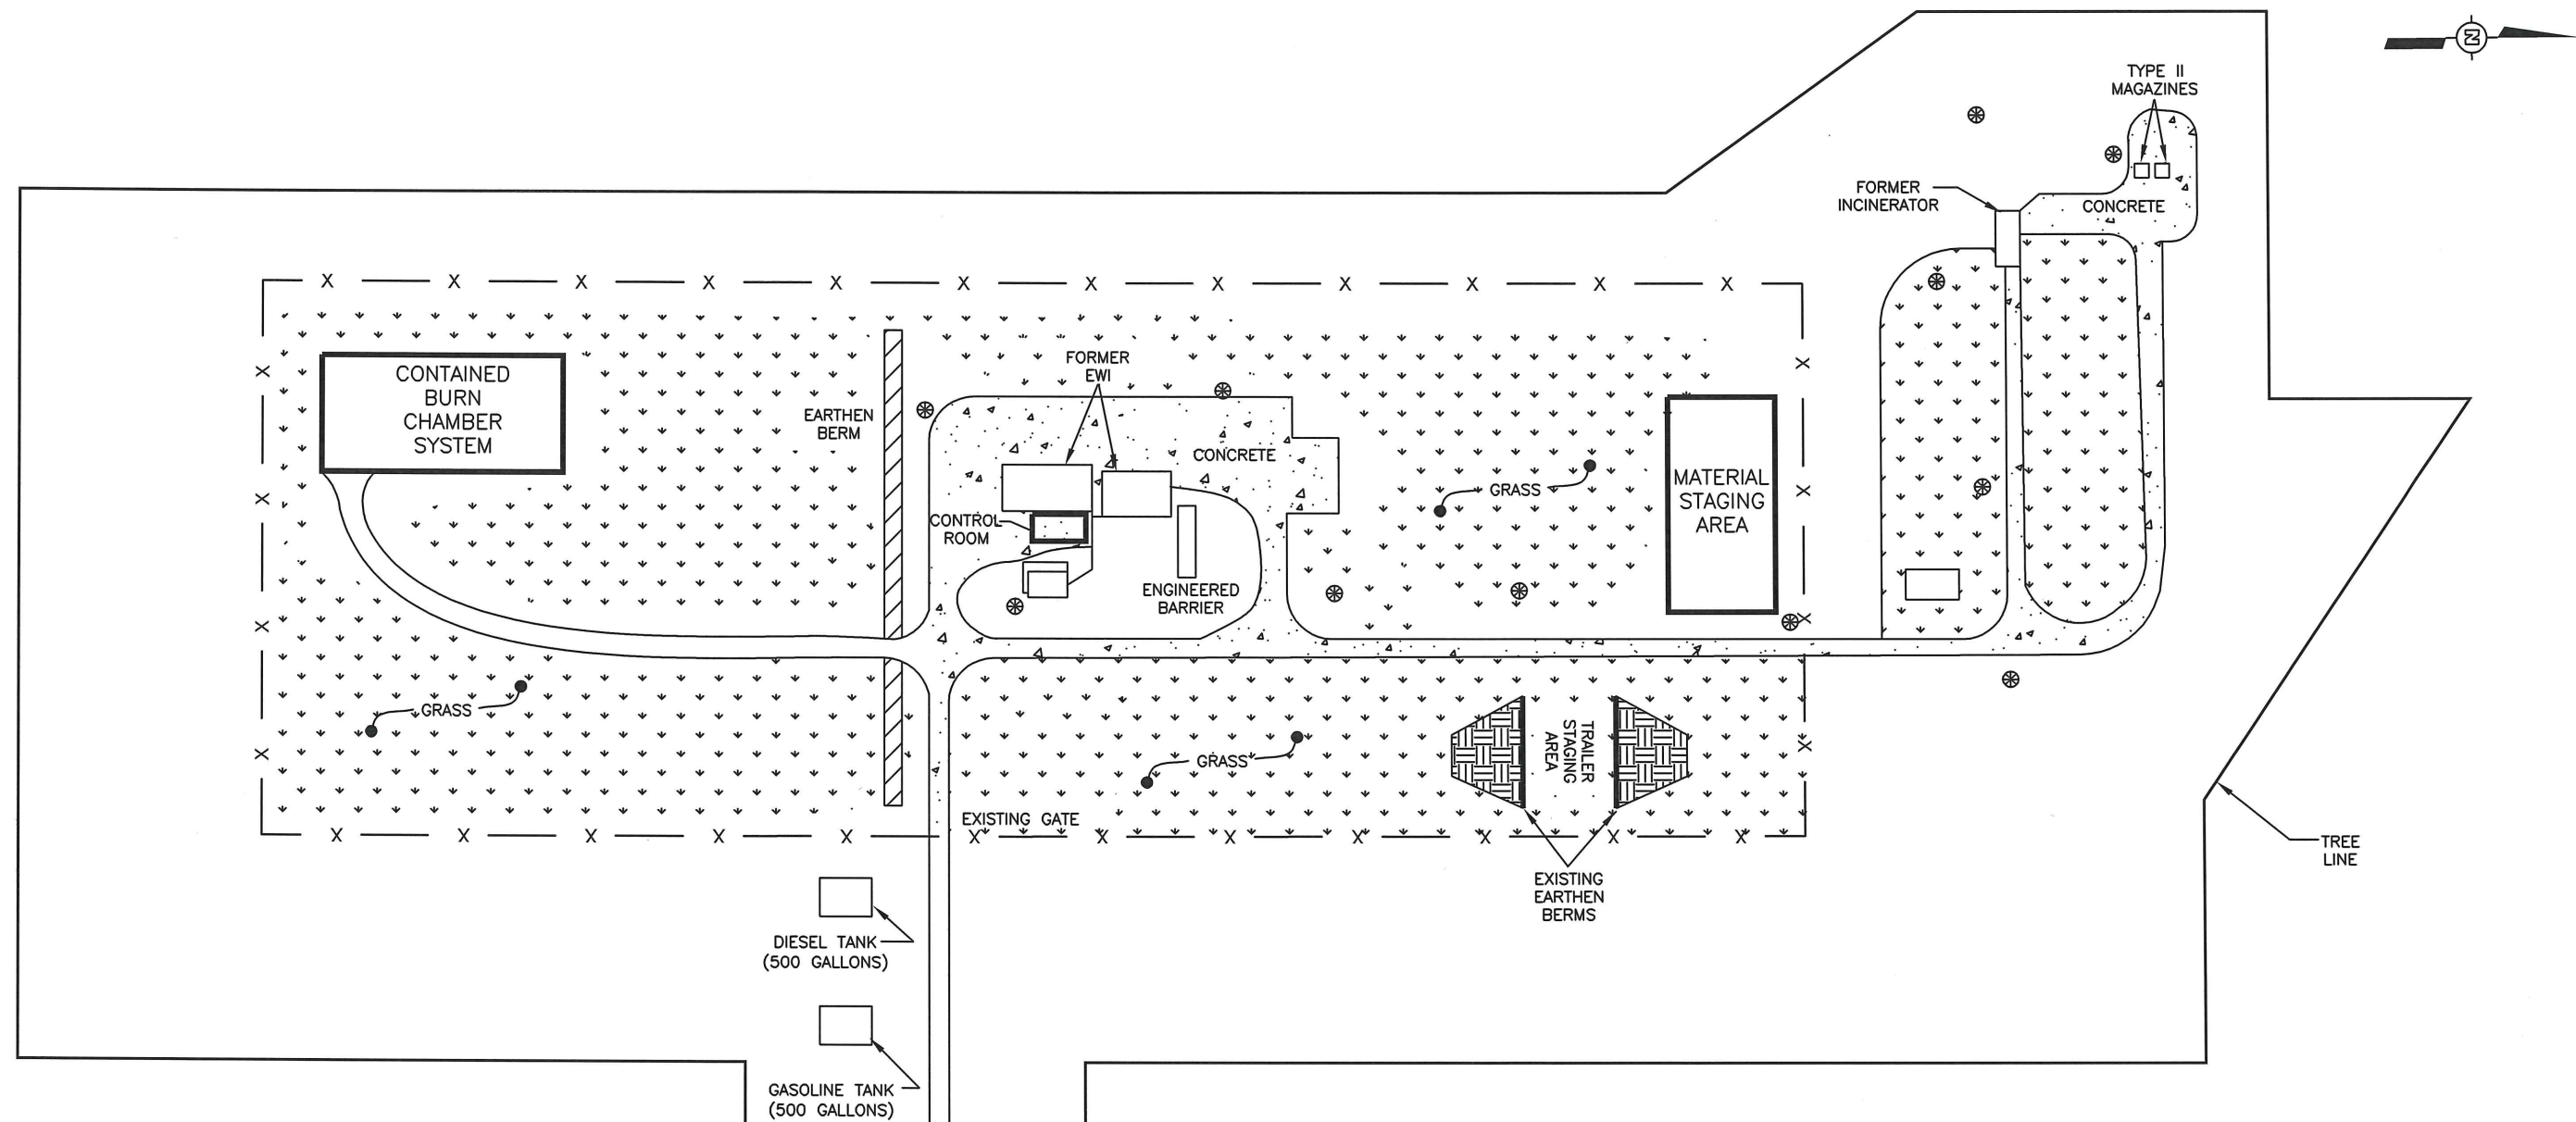 N
TYPE II
MAGAZINES
FORMER
INCINERATOR
CONCRETE
CONTAINED
BURN
CHAMBER
SYSTEM
EARTHEN
BERM
FORMER
EWI
CONCRETE
CONTROL
ROOM
ENGINEERED
BARRIER
GRASS
MATERIAL
STAGING
AREA
GRASS
GRASS
TRAILER
STAGING
AREA
EXISTING GATE
EXISTING
EARTHEN
BERMS
TREE
LINE
DIESEL TANK
(500 GALLONS)
GASOLINE TANK
(500 GALLONS)